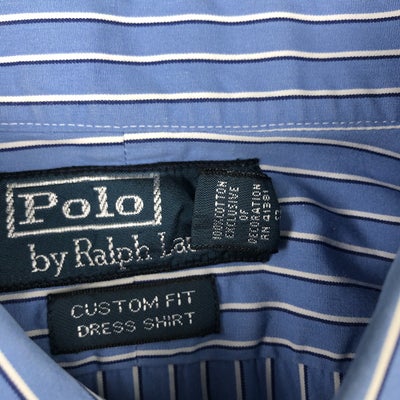 Polo
by Ralph La
100% COTTON
EXCLUSIVE
OF
DECORATION
RN 41381
CUSTOM FIT
DRESS SHIRT